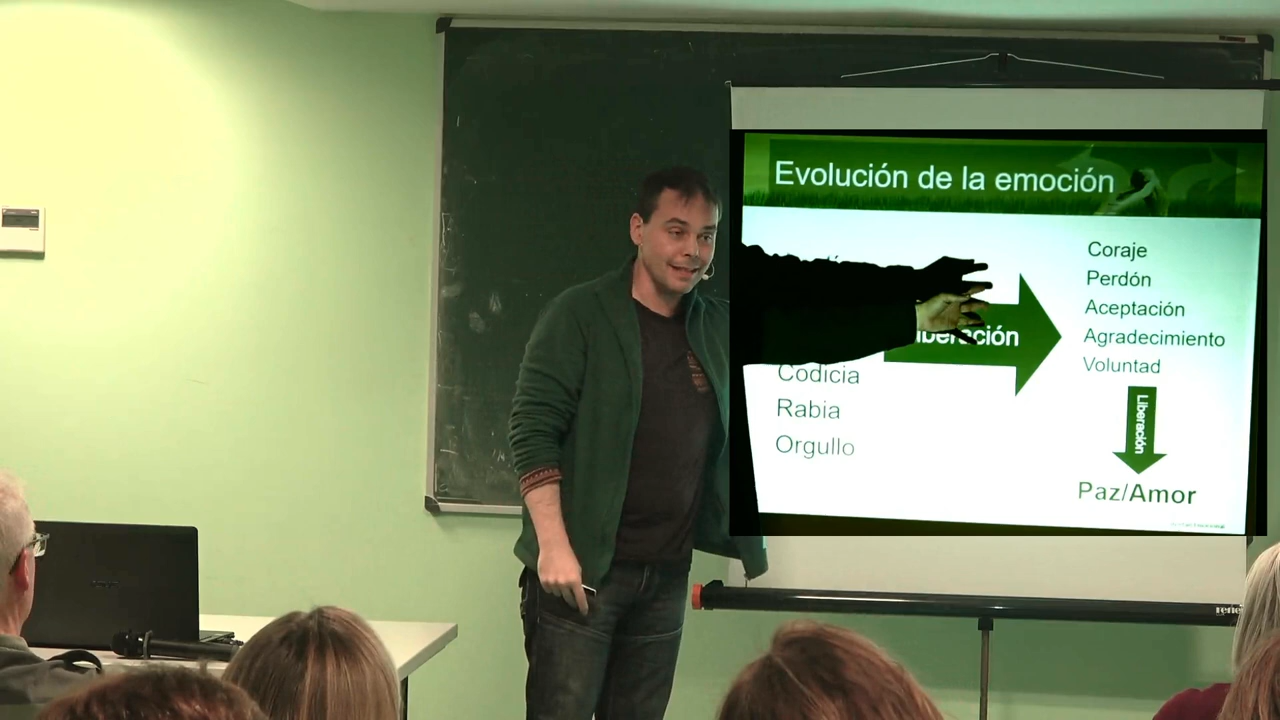 Evolución de la emoción
Codicia
Rabia
Orgullo
Coraje
Perdón
Aceptación
Agradecimiento
Voluntad
Liberación
Paz/Amor